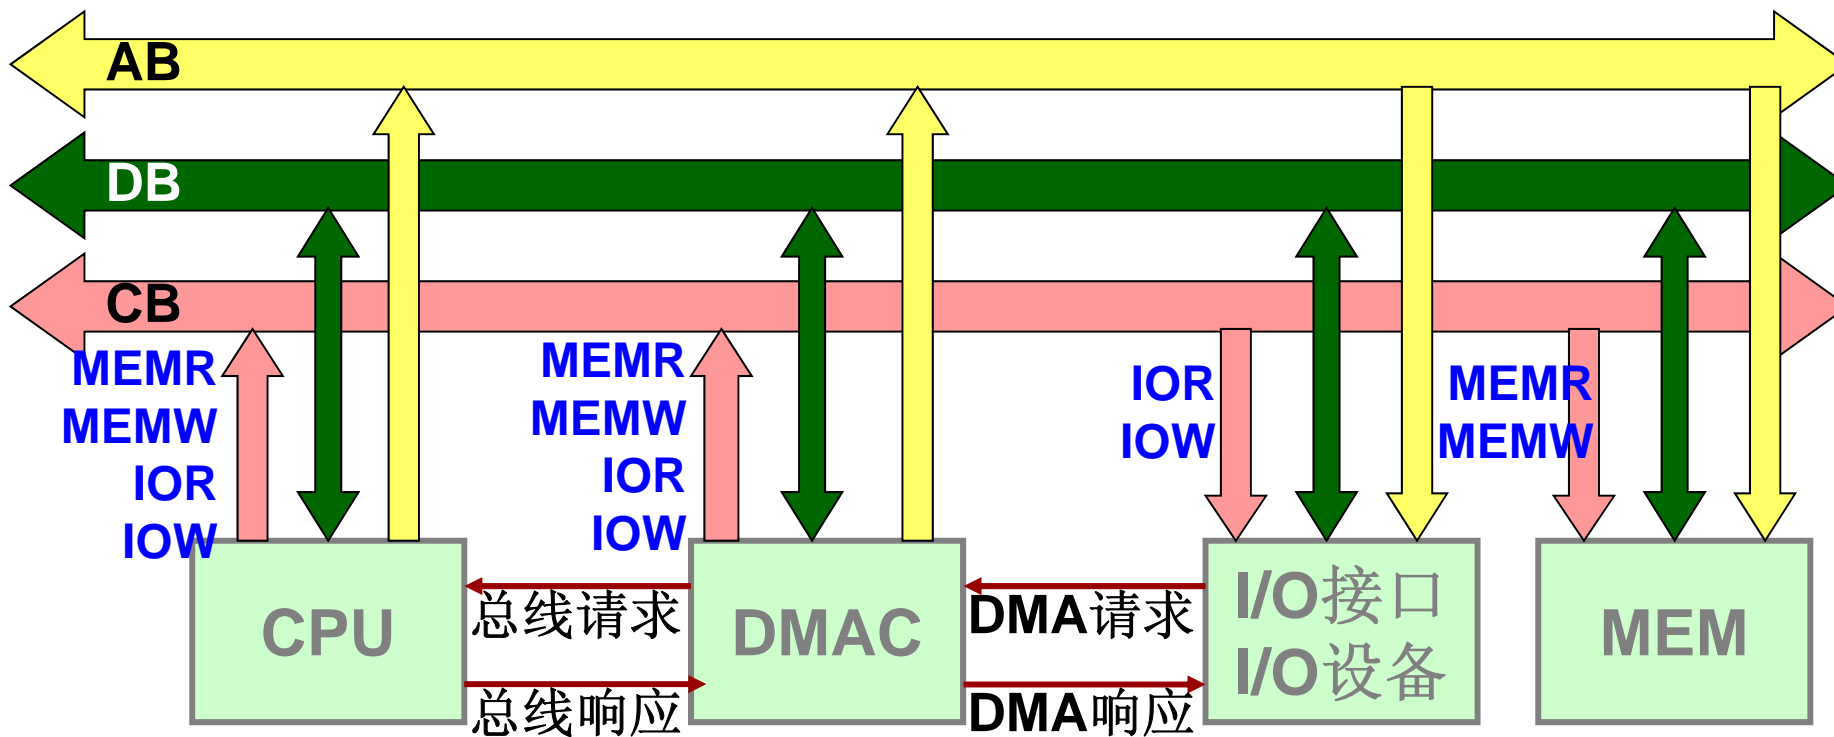 AB
DB
CB
MEMR
MEMW
IOR
IOW
MEMR
MEMW
IOR
IOW
IOR
IOW
MEMR
MEMW
CPU
总线请求
总线响应
DMAC
DMA请求
DMA响应
I/O接口
I/O设备
MEM